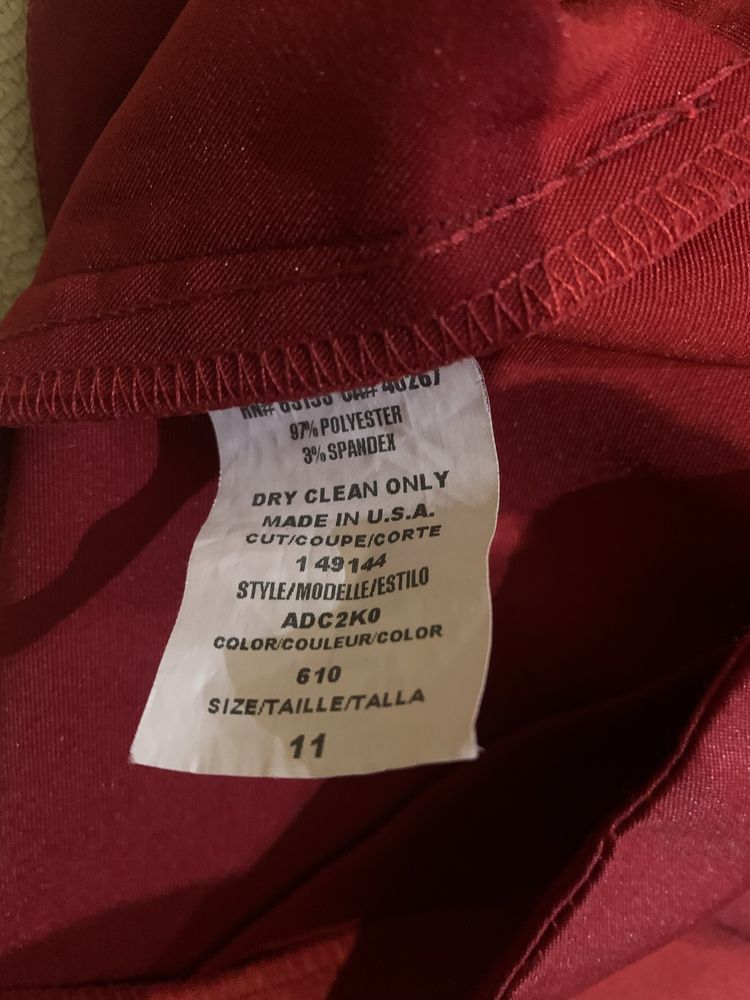 97% POLYESTER
3% SPANDEX
DRY CLEAN ONLY
MADE IN U.S.A.
CUT/COUPE/CORTE
1 49144
STYLE/MODELLE/ESTILO
ADC2K0
COLOR/COULEUR/COLOR
610
SIZE/TAILLE/TALLA
11